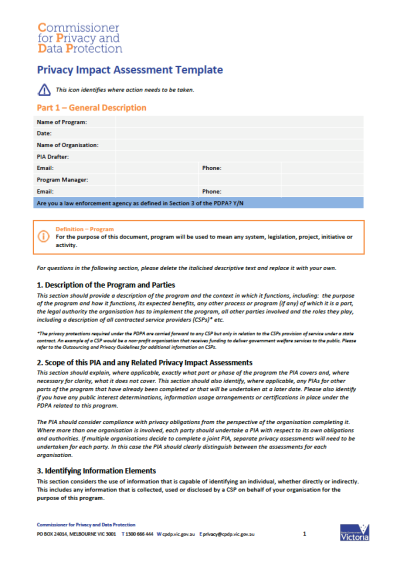 Commissioner
for Privacy and
Data Protection
Privacy Impact Assessment Template
This icon identifies where action needs to be taken.
Part 1 – General Description
Name of Program:
Date:
Name of Organisation:
PIA Drafter:
Email: Phone:
Program Manager:
Email: Phone:
Are you a law enforcement agency as defined in Section 3 of the PDPA? Y/N
Definition – Program
For the purpose of this document, program will be used to mean any system, legislation, project, initiative or
activity.
For questions in the following section, please delete the italicised descriptive text and replace it with your own.
1. Description of the Program and Parties
This section should provide a description of the program and the context in which it functions, including: the purpose
of the program and how it functions, its expected benefits, any other process or program (if any) of which it is a part,
the legal authority the organisation has to implement the program, all other parties involved and the roles they play,
including a description of all contracted service providers (CSPs)* etc.
*The privacy protections required under the PDPA are carried forward to any CSP but only in relation to the CSPs provision of service under a state
contract. An example of a CSP would be a non-profit organisation that receives funding to deliver government welfare services to the public. Please
refer to the Outsourcing and Privacy Guidelines for additional information on CSPs.
2. Scope of this PIA and any Related Privacy Impact Assessments
This section should explain, where applicable, exactly what part or phase of the program the PIA covers and, where
necessary for clarity, what it does not cover. This section should also identify, where applicable, any PIAs for other
parts of the program that have already been completed or that will be undertaken at a later date. Please also identify
if you have any public interest determinations, information usage arrangements or certifications in place under the
PDPA related to this program.
The PIA should consider compliance with privacy obligations from the perspective of the organisation completing it.
Where more than one organisation is involved, each party should undertake a PIA with respect to its own obligations
and authorities. If multiple organisations decide to complete a joint PIA, separate privacy assessments will need to be
undertaken for each party. In this case the PIA should clearly distinguish between the assessments for each
organisation.
3. Identifying Information Elements
This section considers the use of information that is capable of identifying an individual, whether directly or indirectly.
This includes any information that is collected, used or disclosed by a CSP on behalf of your organisation for the
purpose of this program.
Commissioner for Privacy and Data Protection
PO BOX 24014, MELBOURNE VIC 3001 T 1300 666 444 W cpdp.vic.gov.au E privacy@cpdp.vic.gov.au 1
Victoria